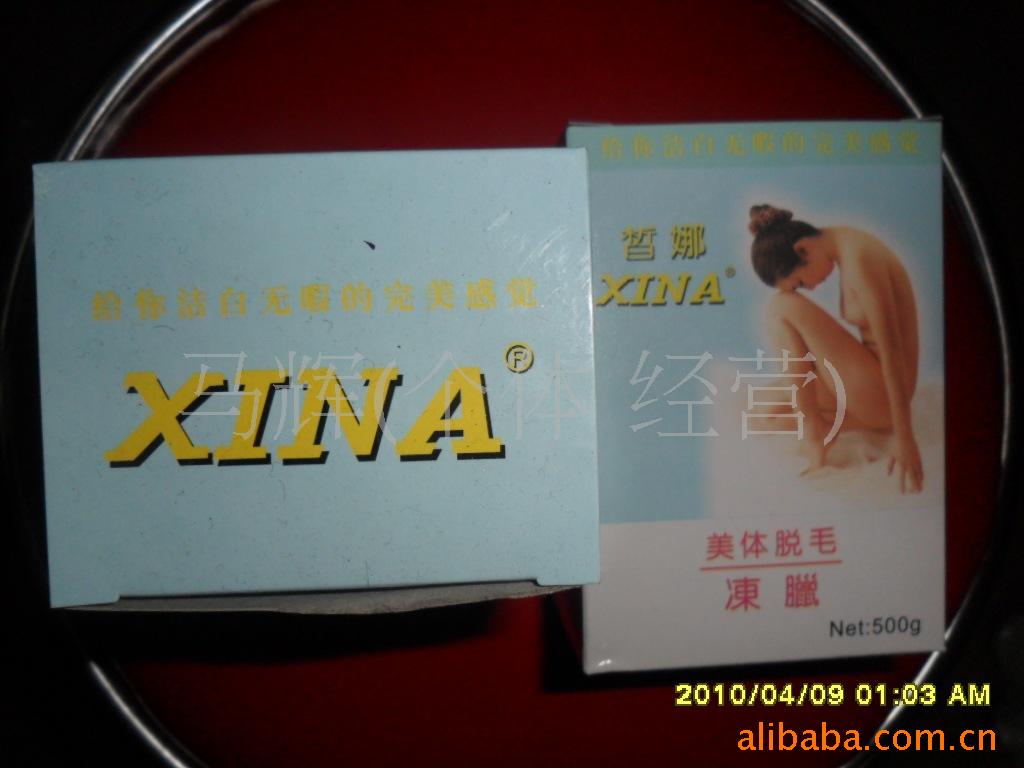 给你洁白无暇的完美感觉
XINA®
给你洁白无暇的完美感觉
皙娜
XINA®
美体脱毛
凍臘
Net:500g
马辉(个体 经营)
2010/04/09 01:03 AM
alibaba.com.cn